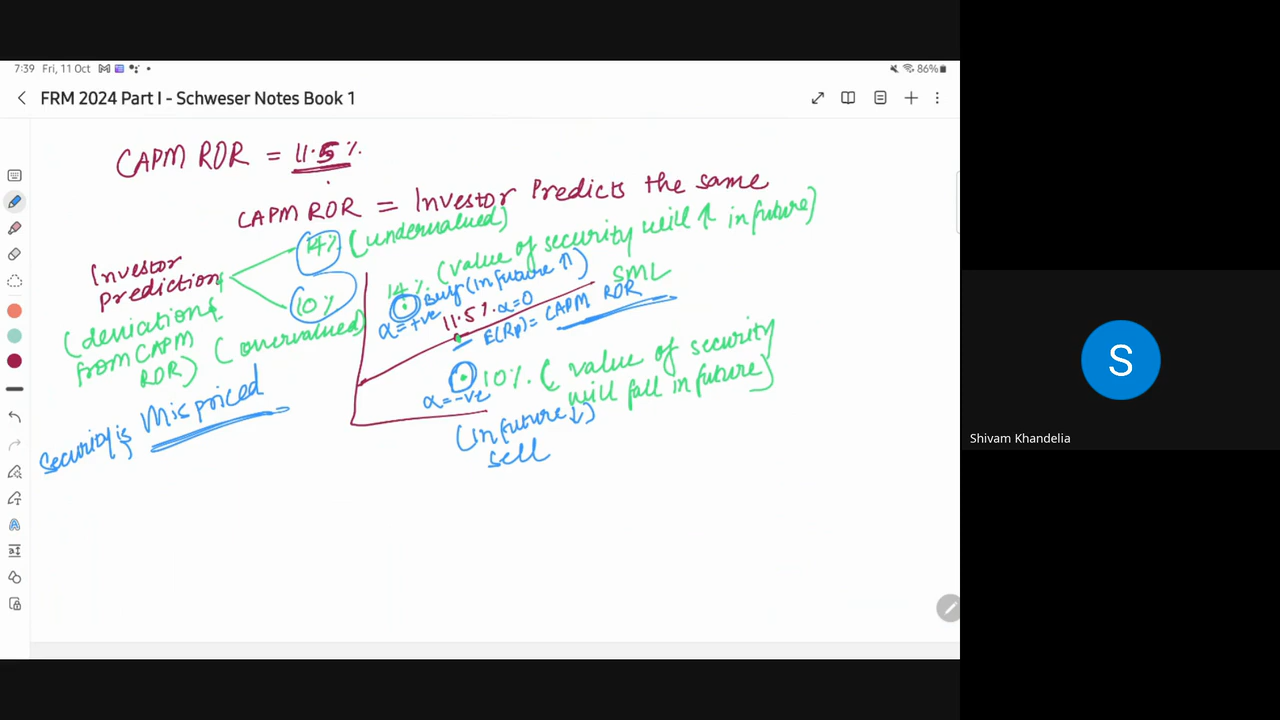 7:39 Fri, 11 Oct
86%
FRM 2024 Part I - Schweser Notes Book 1
CAPM ROR = 11.5%
CAPM ROR = Investor Predicts the same
Investor Prediction
14% (undervalued)
10%
(overvalued)
(deviations from CAPM ROR)
Security is Mispriced
14% (value of security will ↑ in future)
Buy (In future ↑)
α=+ve
SML
11.5% α=0
E(Rp) = CAPM ROR
10% (value of security will fall in future)
α=-ve
(In future ↓)
sell
S
Shivam Khandelia